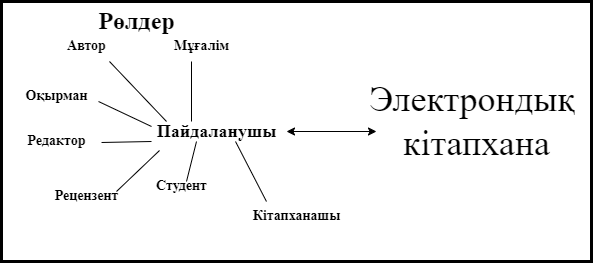 Рөлдер
Автор
Мұғалім
Оқырман
Пайдаланушы
Редактор
Рецензент
Студент
Кітапханашы
Электрондық
кітапхана